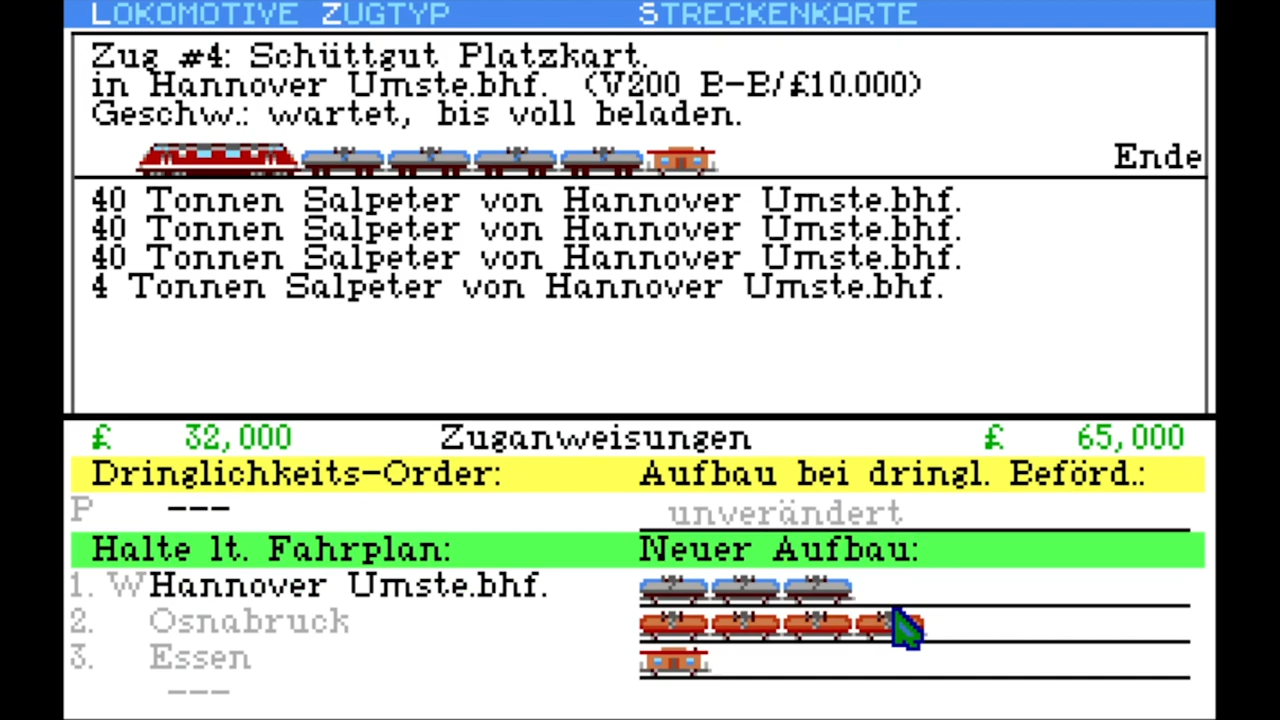 LOKOMOTIVE ZUGTYP STRECKENKARTE
Zug #4: Schüttgut Platzkart.
in Hannover Umste.bhf. (V200 B-B/£10.000)
Geschw.: wartet, bis voll beladen.
Ende
40 Tonnen Salpeter von Hannover Umste.bhf.
40 Tonnen Salpeter von Hannover Umste.bhf.
40 Tonnen Salpeter von Hannover Umste.bhf.
4 Tonnen Salpeter von Hannover Umste.bhf.
£ 32,000 Zuganweisungen £ 65,000
Dringlichkeits-Order: Aufbau bei dringl. Beförd.:
P --- unverändert
Halte lt. Fahrplan: Neuer Aufbau:
1. W Hannover Umste.bhf.
2. Osnabruck
3. Essen
---